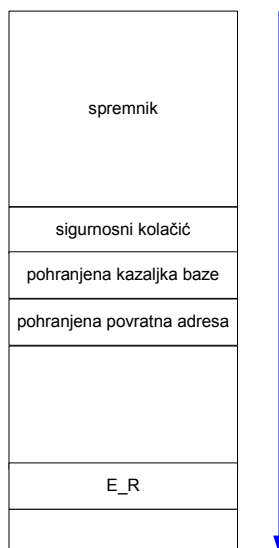 spremnik
sigurnosni kolačić
pohranjena kazaljka baze
pohranjena povratna adresa
E_R